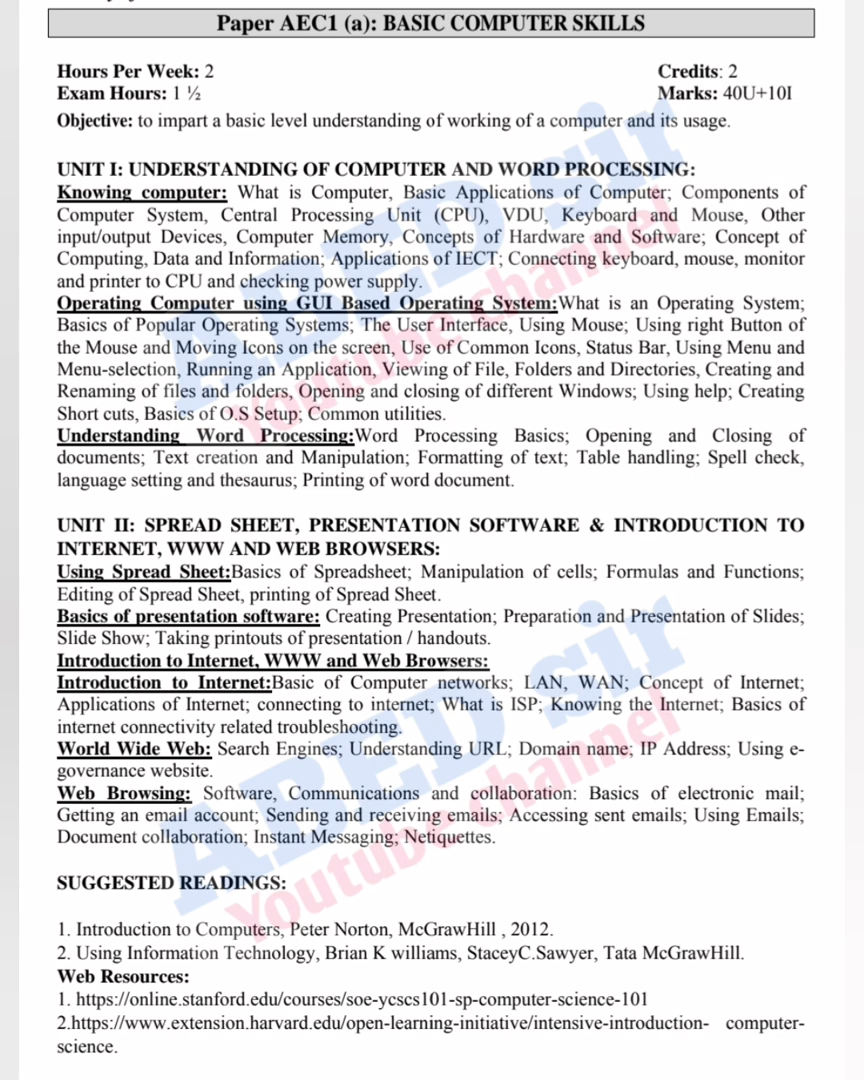 Paper AEC1 (a): BASIC COMPUTER SKILLS
Hours Per Week: 2 Credits: 2
Exam Hours: 1 ½ Marks: 40U+10I
Objective: to impart a basic level understanding of working of a computer and its usage.
UNIT I: UNDERSTANDING OF COMPUTER AND WORD PROCESSING:
Knowing computer: What is Computer, Basic Applications of Computer; Components of
Computer System, Central Processing Unit (CPU), VDU, Keyboard and Mouse, Other
input/output Devices, Computer Memory, Concepts of Hardware and Software; Concept of
Computing, Data and Information; Applications of IECT; Connecting keyboard, mouse, monitor
and printer to CPU and checking power supply.
Operating Computer using GUI Based Operating System:What is an Operating System;
Basics of Popular Operating Systems; The User Interface, Using Mouse; Using right Button of
the Mouse and Moving Icons on the screen, Use of Common Icons, Status Bar, Using Menu and
Menu-selection, Running an Application, Viewing of File, Folders and Directories, Creating and
Renaming of files and folders, Opening and closing of different Windows; Using help; Creating
Short cuts, Basics of O.S Setup; Common utilities.
Understanding Word Processing:Word Processing Basics; Opening and Closing of
documents; Text creation and Manipulation; Formatting of text; Table handling; Spell check,
language setting and thesaurus; Printing of word document.
UNIT II: SPREAD SHEET, PRESENTATION SOFTWARE & INTRODUCTION TO
INTERNET, WWW AND WEB BROWSERS:
Using Spread Sheet:Basics of Spreadsheet; Manipulation of cells; Formulas and Functions;
Editing of Spread Sheet, printing of Spread Sheet.
Basics of presentation software: Creating Presentation; Preparation and Presentation of Slides;
Slide Show; Taking printouts of presentation / handouts.
Introduction to Internet, WWW and Web Browsers:
Introduction to Internet:Basic of Computer networks; LAN, WAN; Concept of Internet;
Applications of Internet; connecting to internet; What is ISP; Knowing the Internet; Basics of
internet connectivity related troubleshooting.
World Wide Web: Search Engines; Understanding URL; Domain name; IP Address; Using e-
governance website.
Web Browsing: Software, Communications and collaboration: Basics of electronic mail;
Getting an email account; Sending and receiving emails; Accessing sent emails; Using Emails;
Document collaboration; Instant Messaging; Netiquettes.
SUGGESTED READINGS:
1. Introduction to Computers, Peter Norton, McGrawHill , 2012.
2. Using Information Technology, Brian K williams, StaceyC.Sawyer, Tata McGrawHill.
Web Resources:
1. https://online.stanford.edu/courses/soe-ycscs101-sp-computer-science-101
2.https://www.extension.harvard.edu/open-learning-initiative/intensive-introduction- computer-
science.
ABED sir
Youtube channel
ABED sir
Youtube channel